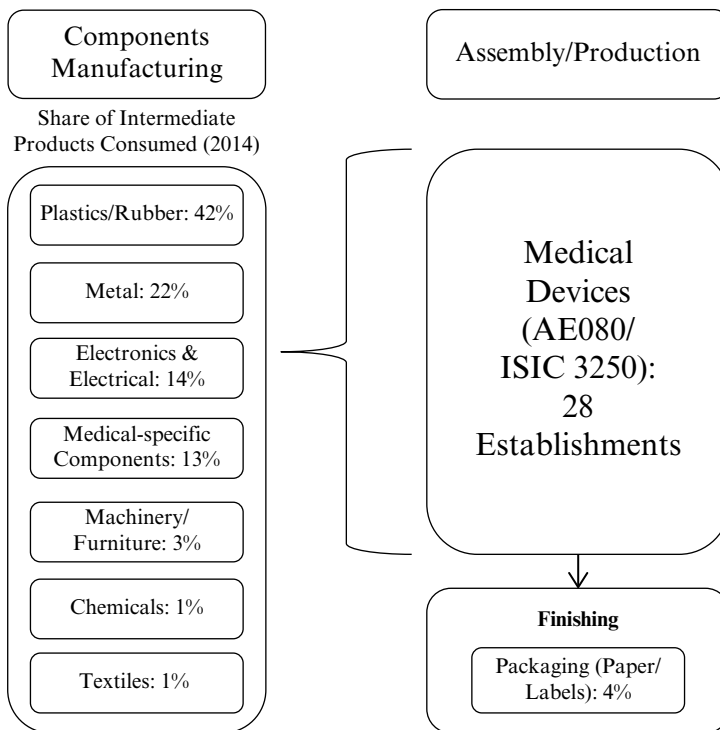 Components
Manufacturing
Share of Intermediate
Products Consumed (2014)
Plastics/Rubber: 42%
Metal: 22%
Electronics &
Electrical: 14%
Medical-specific
Components: 13%
Machinery/
Furniture: 3%
Chemicals: 1%
Textiles: 1%
Assembly/Production
Medical
Devices
(AE080/
ISIC 3250):
28
Establishments
Finishing
Packaging (Paper/
Labels): 4%